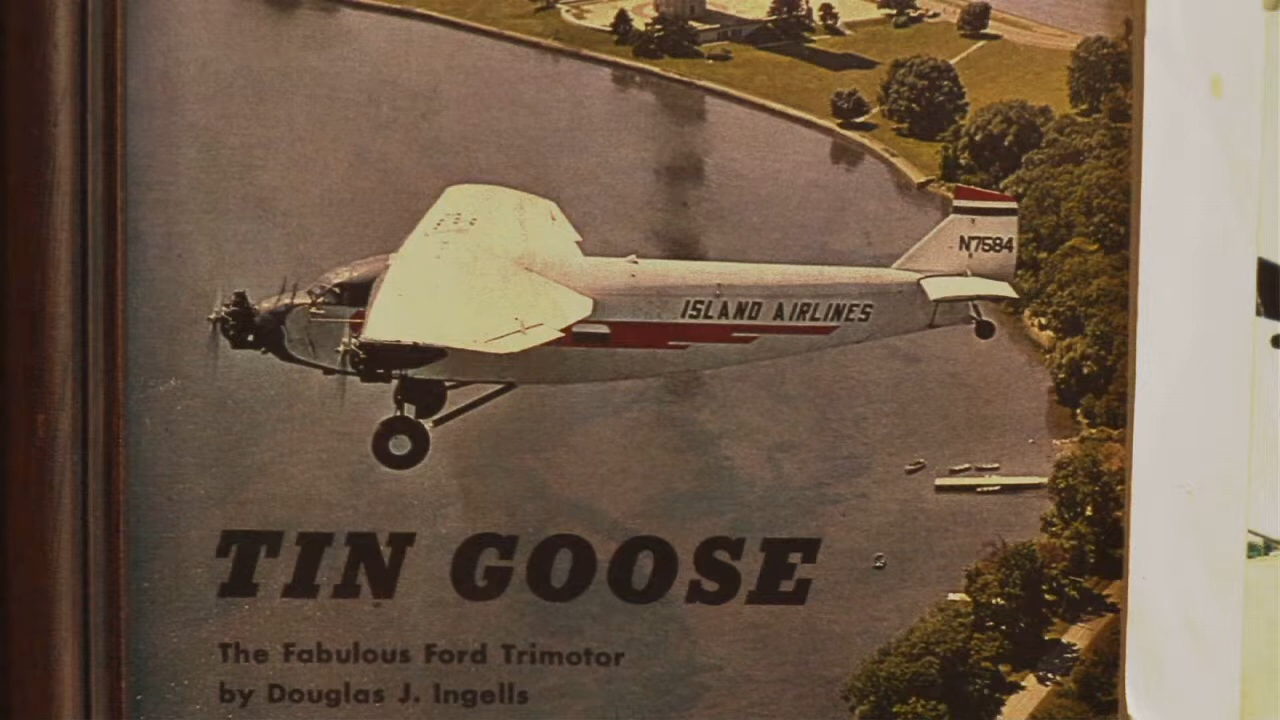 N7584
ISLAND AIRLINES
TIN GOOSE
The Fabulous Ford Trimotor
by Douglas J. Ingells